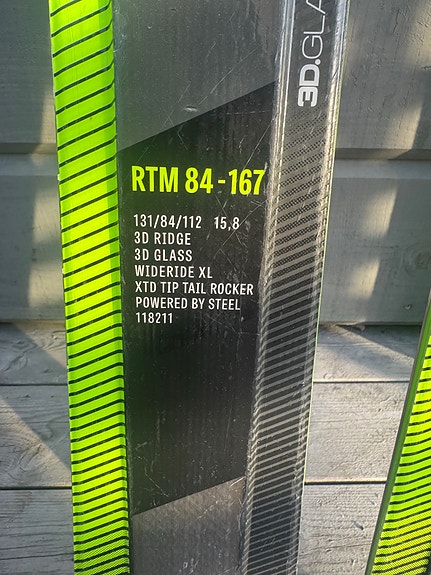 3D.GLA
RTM 84-167
131/84/112 15,8
3D RIDGE
3D GLASS
WIDERIDE XL
XTD TIP TAIL ROCKER
POWERED BY STEEL
118211